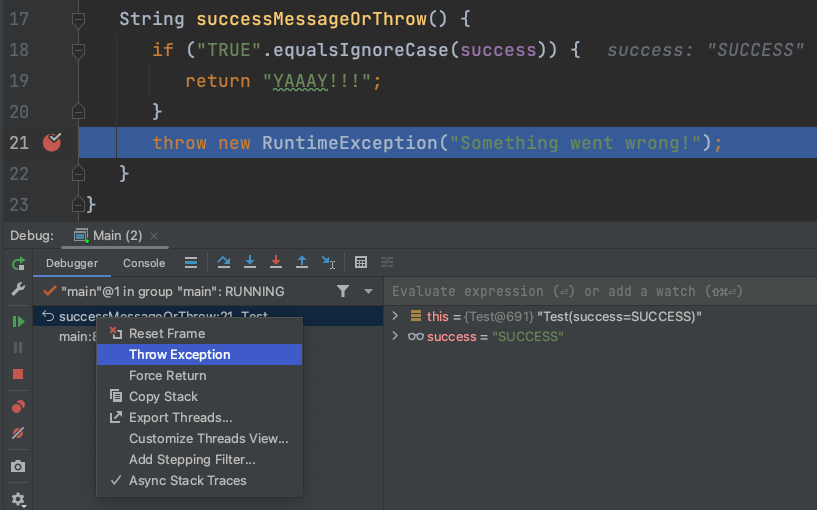 17 String successMessageOrThrow() {
18 if ("TRUE".equalsIgnoreCase(success)) { success: "SUCCESS"
19 return "YAAAY!!!";
20 }
21 throw new RuntimeException("Something went wrong!");
22 }
23 }
Debug: Main (2)
Debugger Console
"main"@1 in group "main": RUNNING
Evaluate expression (⏎) or add a watch (⇧⌘⏎)
successMessageOrThrow:21, Test
this = {Test@691} "Test(success=SUCCESS)"
main:8
success = "SUCCESS"
Reset Frame
Throw Exception
Force Return
Copy Stack
Export Threads...
Customize Threads View...
Add Stepping Filter...
Async Stack Traces